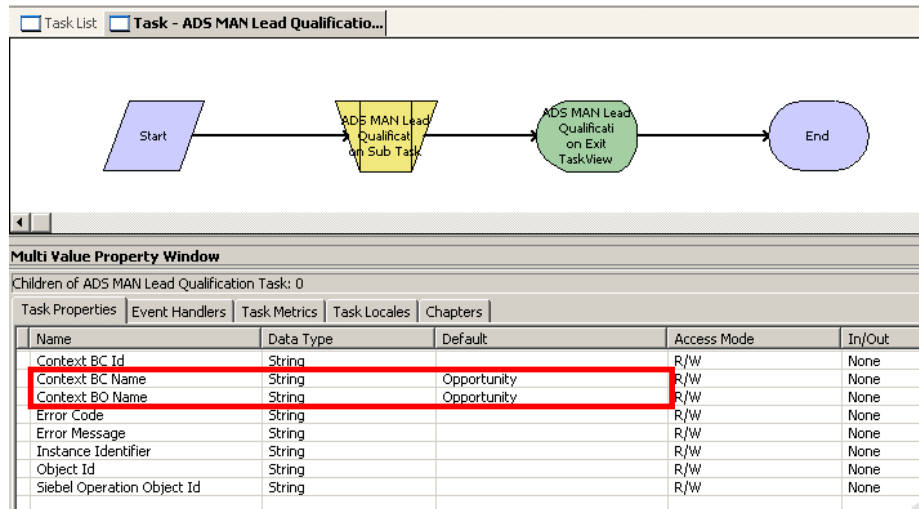 Task List Task - ADS MAN Lead Qualificatio...
Start
ADS MAN Lead
Qualificati
on Sub Task
ADS MAN Lead
Qualificati
on Exit
TaskView
End
Multi Value Property Window
Children of ADS MAN Lead Qualification Task: 0
Task Properties Event Handlers Task Metrics Task Locales Chapters
Name Data Type Default Access Mode In/Out
Context BC Id String R/W None
Context BC Name String Opportunity R/W None
Context BO Name String Opportunity R/W None
Error Code String R/W None
Error Message String R/W None
Instance Identifier String R/W None
Object Id String R/W None
Siebel Operation Object Id String R/W None